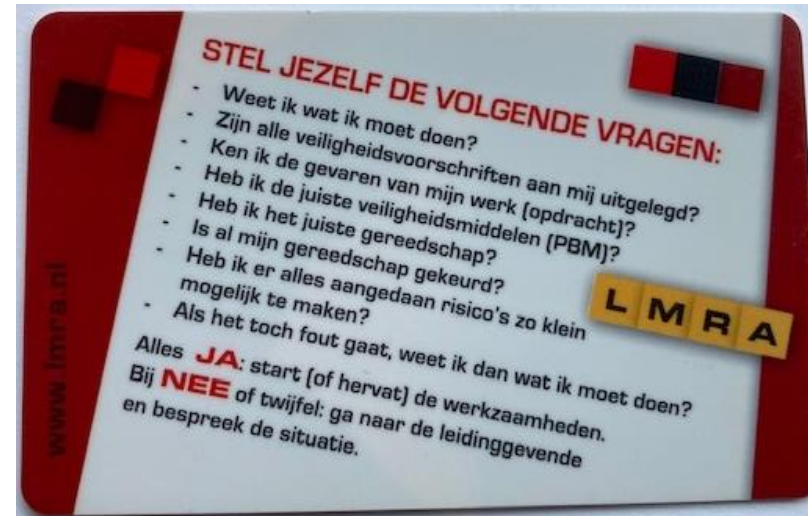 STEL JEZELF DE VOLGENDE VRAGEN:
- Weet ik wat ik moet doen?
- Zijn alle veiligheidsvoorschriften aan mij uitgelegd?
- Ken ik de gevaren van mijn werk (opdracht)?
- Heb ik de juiste veiligheidsmiddelen (PBM)?
- Heb ik het juiste gereedschap?
- Is al mijn gereedschap gekeurd?
- Heb ik er alles aangedaan risico's zo klein
mogelijk te maken?
- Als het toch fout gaat, weet ik dan wat ik moet doen?
Alles JA: start (of hervat) de werkzaamheden.
Bij NEE of twijfel: ga naar de leidinggevende
en bespreek de situatie.
LMRA
www.lmra.nl